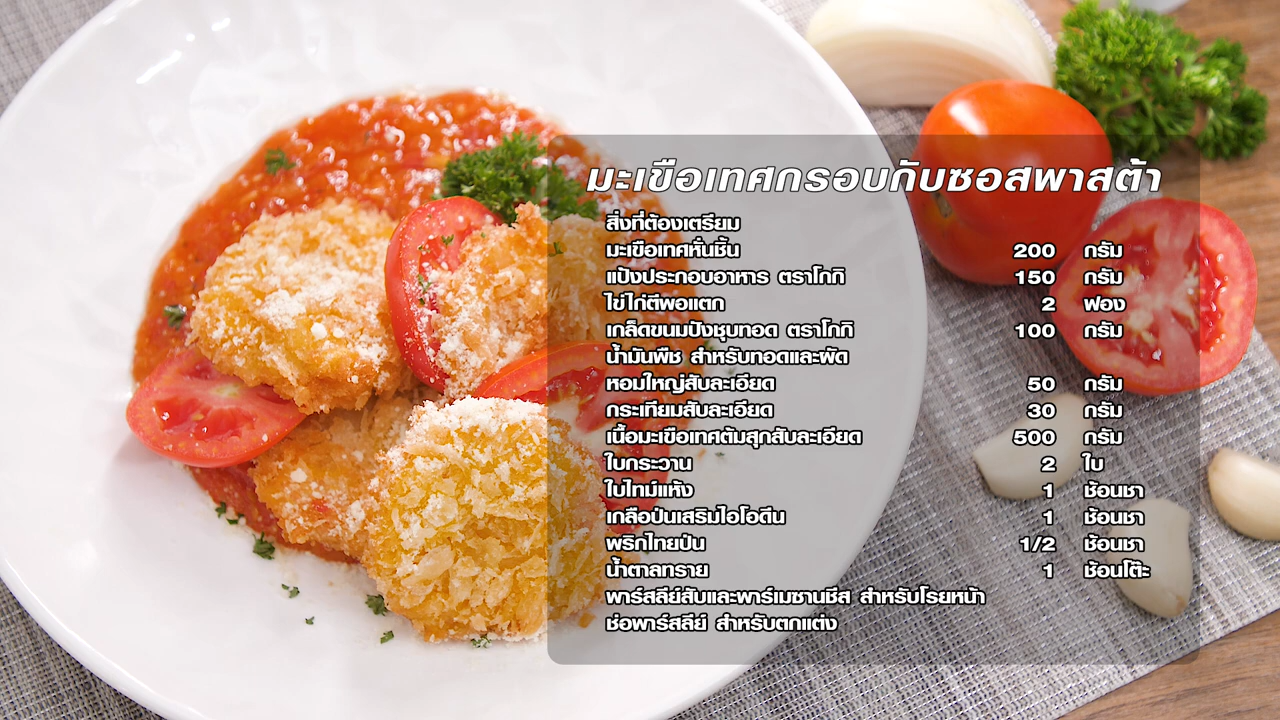 มะเขือเทศกรอบกับซอสพาสต้า
สิ่งที่ต้องเตรียม
มะเขือเทศหั่นชิ้น 200 กรัม
แป้งประกอบอาหาร ตราโกกิ 150 กรัม
ไข่ไก่ตีพอแตก 2 ฟอง
เกล็ดขนมปังชุบทอด ตราโกกิ 100 กรัม
น้ำมันพืช สำหรับทอดและผัด
หอมใหญ่สับละเอียด 50 กรัม
กระเทียมสับละเอียด 30 กรัม
เนื้อมะเขือเทศต้มสุกสับละเอียด 500 กรัม
ใบกระวาน 2 ใบ
ใบไทม์แห้ง 1 ช้อนชา
เกลือป่นเสริมไอโอดีน 1 ช้อนชา
พริกไทยป่น 1/2 ช้อนชา
น้ำตาลทราย 1 ช้อนโต๊ะ
พาร์สลีย์สับและพาร์เมซานชีส สำหรับโรยหน้า
ช่อพาร์สลีย์ สำหรับตกแต่ง